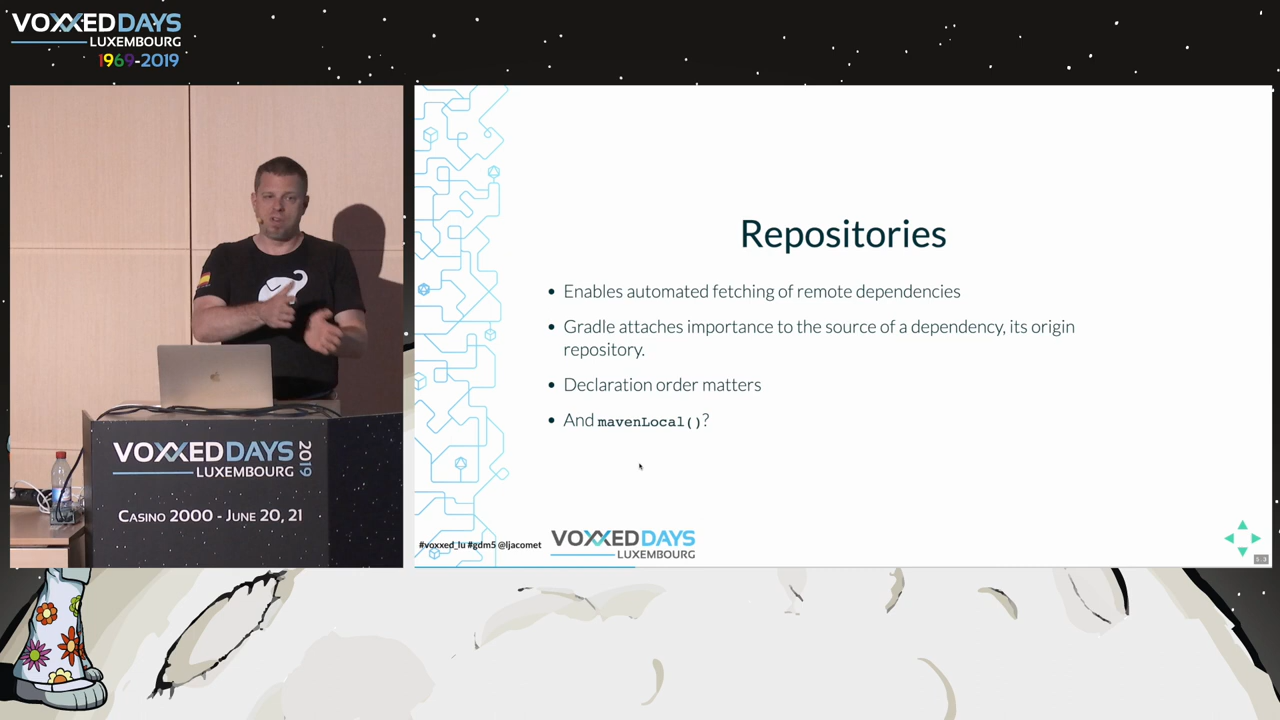 VOXXED DAYS
LUXEMBOURG
1969-2019
Repositories
• Enables automated fetching of remote dependencies
• Gradle attaches importance to the source of a dependency, its origin
repository.
• Declaration order matters
• And mavenLocal()?
#voxxed_lu #gdm5 @ljacomet
VOXXED DAYS
LUXEMBOURG
VOXXED DAYS
LUXEMBOURG
2019
CASINO 2000 - JUNE 20, 21